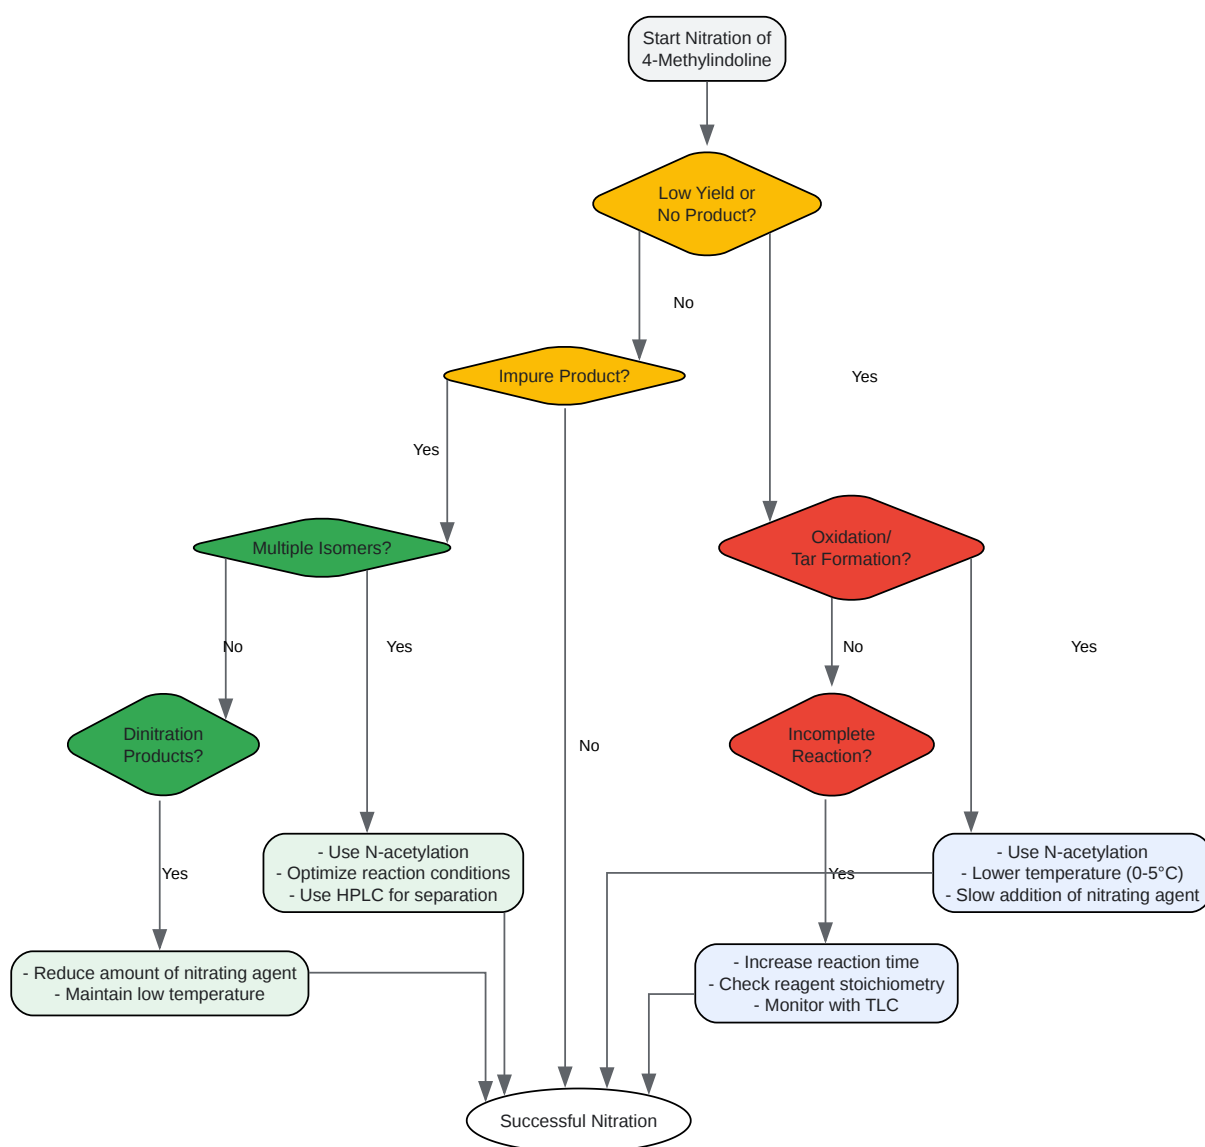 Start Nitration of
4-Methylindoline
Low Yield or
No Product?
No
Yes
Impure Product?
Yes
Oxidation/
Tar Formation?
Multiple Isomers?
No
Yes
No
Yes
Dinitration
Products?
No
Incomplete
Reaction?
Yes
- Use N-acetylation
- Optimize reaction conditions
- Use HPLC for separation
Yes
- Use N-acetylation
- Lower temperature (0-5°C)
- Slow addition of nitrating agent
- Reduce amount of nitrating agent
- Maintain low temperature
- Increase reaction time
- Check reagent stoichiometry
- Monitor with TLC
Successful Nitration